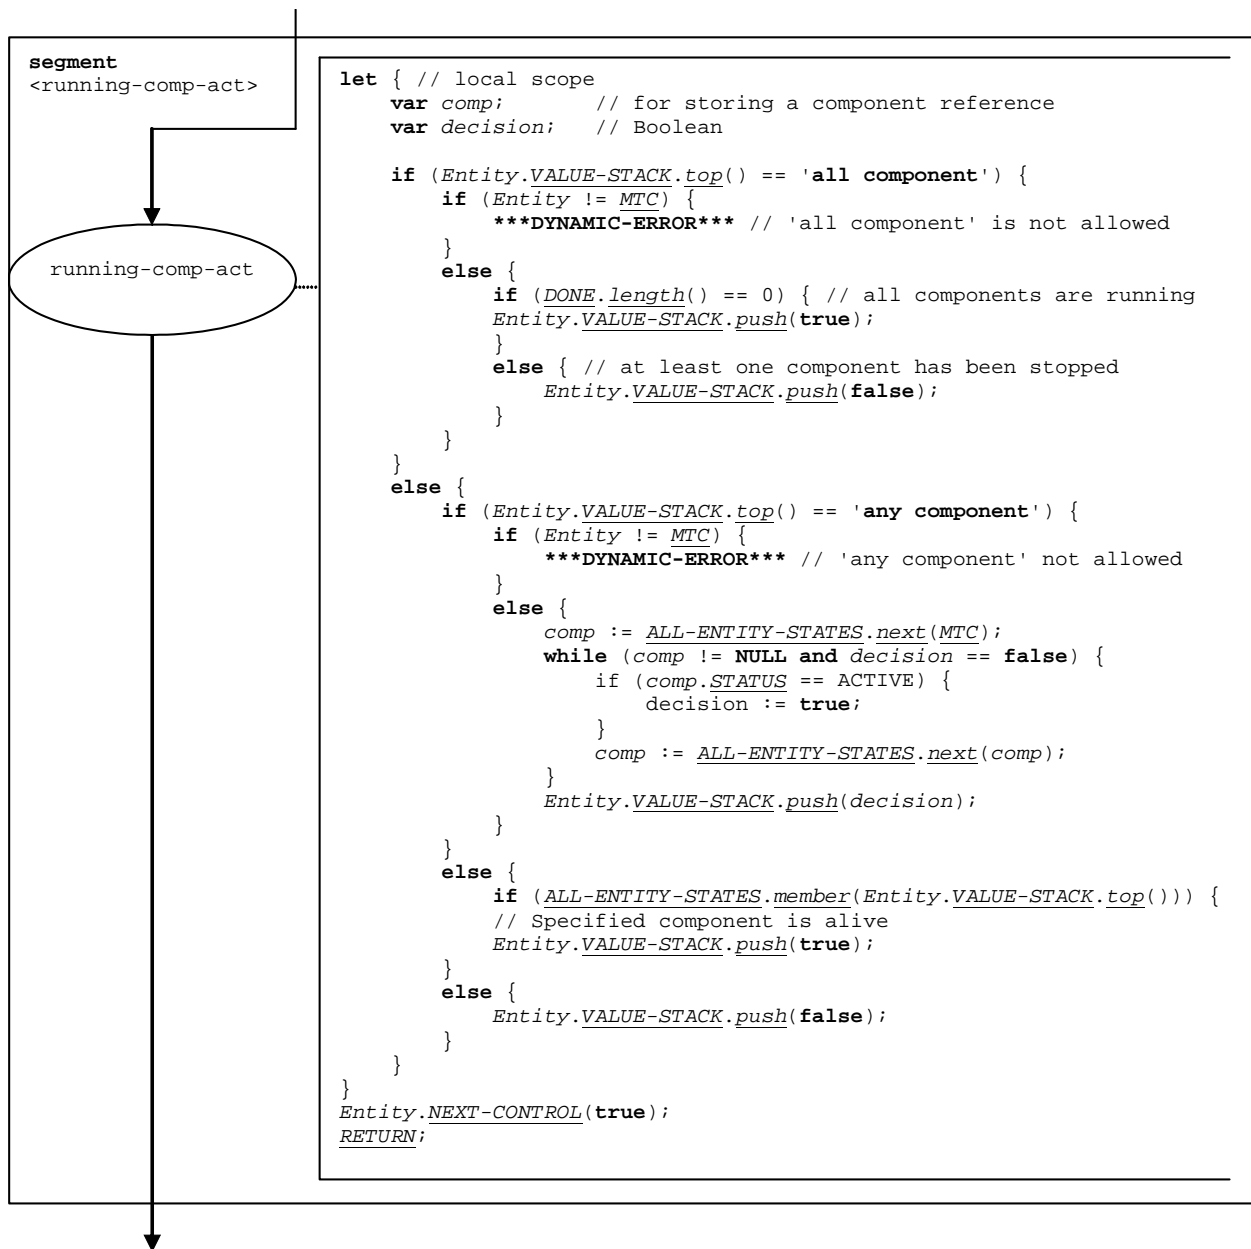 segment
<running-comp-act>
running-comp-act
let { // local scope
    var comp;       // for storing a component reference
    var decision;   // Boolean

    if (Entity.VALUE-STACK.top() == 'all component') {
        if (Entity != MTC) {
            ***DYNAMIC-ERROR*** // 'all component' is not allowed
        }
        else {
            if (DONE.length() == 0) { // all components are running
            Entity.VALUE-STACK.push(true);
            }
            else { // at least one component has been stopped
                Entity.VALUE-STACK.push(false);
            }
        }
    }
    else {
        if (Entity.VALUE-STACK.top() == 'any component') {
            if (Entity != MTC) {
                ***DYNAMIC-ERROR*** // 'any component' not allowed
            }
            else {
                comp := ALL-ENTITY-STATES.next(MTC);
                while (comp != NULL and decision == false) {
                    if (comp.STATUS == ACTIVE) {
                        decision := true;
                    }
                    comp := ALL-ENTITY-STATES.next(comp);
                }
                Entity.VALUE-STACK.push(decision);
            }
        }
        else {
            if (ALL-ENTITY-STATES.member(Entity.VALUE-STACK.top())) {
            // Specified component is alive
            Entity.VALUE-STACK.push(true);
        }
        else {
            Entity.VALUE-STACK.push(false);
        }
    }
}
Entity.NEXT-CONTROL(true);
RETURN;